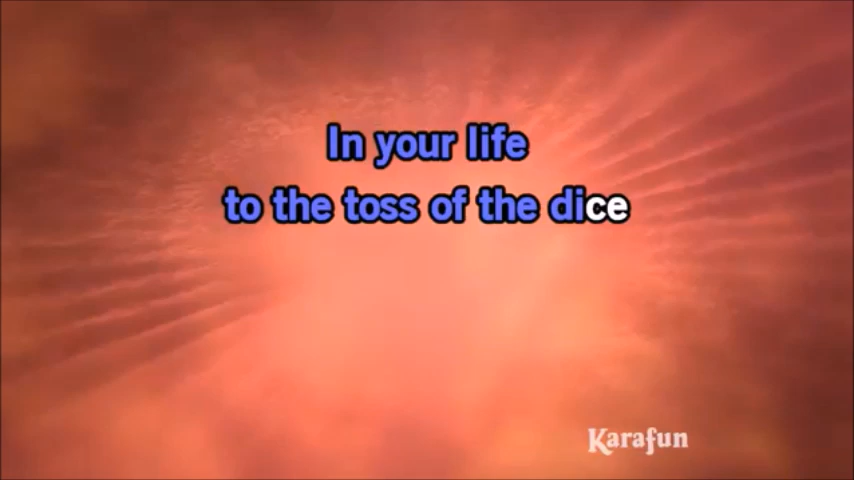 In your life
to the toss of the dice
Karafun